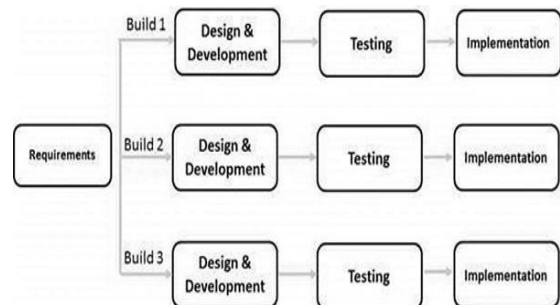 Build 1
Design &
Development
Testing
Implementation
Requirements
Build 2
Design &
Development
Testing
Implementation
Build 3
Design &
Development
Testing
Implementation